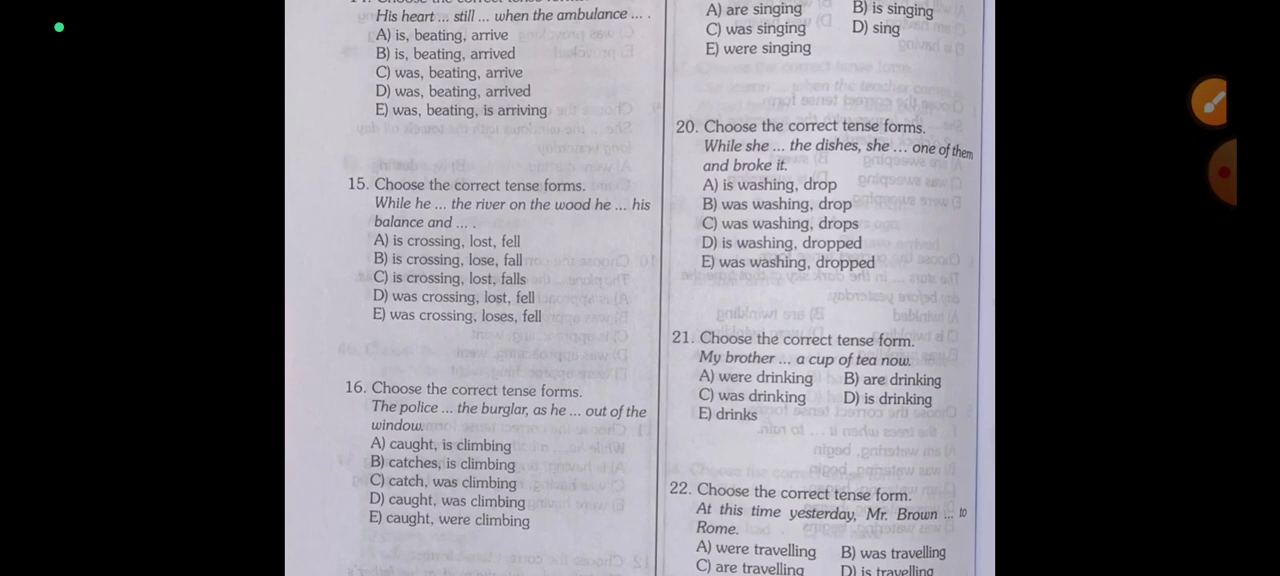 His heart ... still ... when the ambulance ... .
A) is, beating, arrive
B) is, beating, arrived
C) was, beating, arrive
D) was, beating, arrived
E) was, beating, is arriving
15. Choose the correct tense forms.
While he ... the river on the wood he ... his
balance and ... .
A) is crossing, lost, fell
B) is crossing, lose, fall
C) is crossing, lost, falls
D) was crossing, lost, fell
E) was crossing, loses, fell
16. Choose the correct tense forms.
The police ... the burglar, as he ... out of the
window.
A) caught, is climbing
B) catches, is climbing
C) catch, was climbing
D) caught, was climbing
E) caught, were climbing
A) are singing B) is singing
C) was singing D) sing
E) were singing
20. Choose the correct tense forms.
While she ... the dishes, she ... one of them
and broke it.
A) is washing, drop
B) was washing, drop
C) was washing, drops
D) is washing, dropped
E) was washing, dropped
21. Choose the correct tense form.
My brother ... a cup of tea now.
A) were drinking B) are drinking
C) was drinking D) is drinking
E) drinks
22. Choose the correct tense form.
At this time yesterday, Mr. Brown ... to
Rome.
A) were travelling B) was travelling
C) are travelling D) is travelling